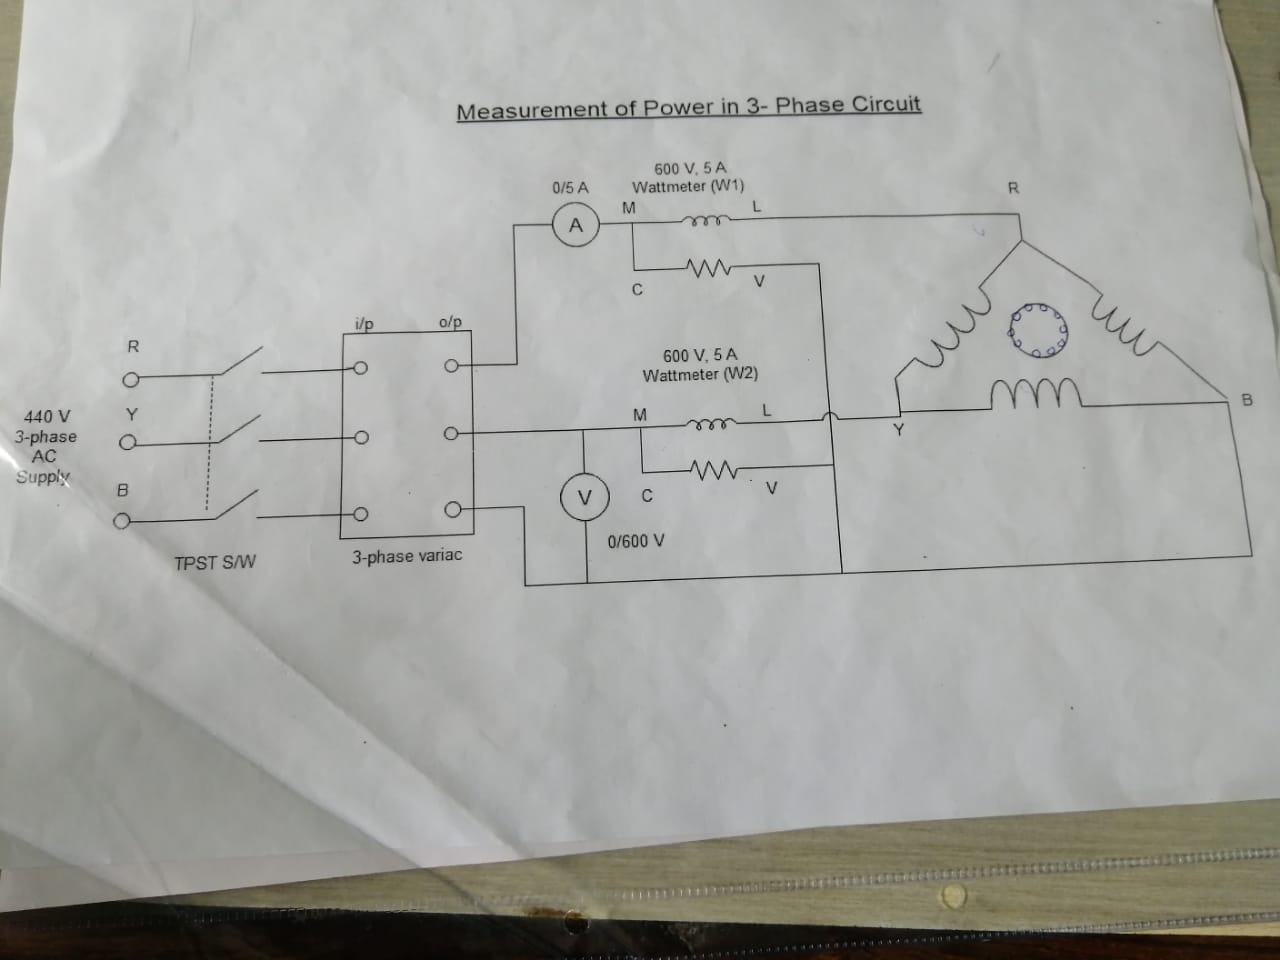 Measurement of Power in 3- Phase Circuit
600 V, 5 A
0/5 A
Wattmeter (W1)
M
L
R
A
C
V
i/p
o/p
R
600 V, 5 A
Wattmeter (W2)
440 V
3-phase
AC
Supply
Y
M
L
Y
B
B
V
C
V
0/600 V
TPST S/W
3-phase variac